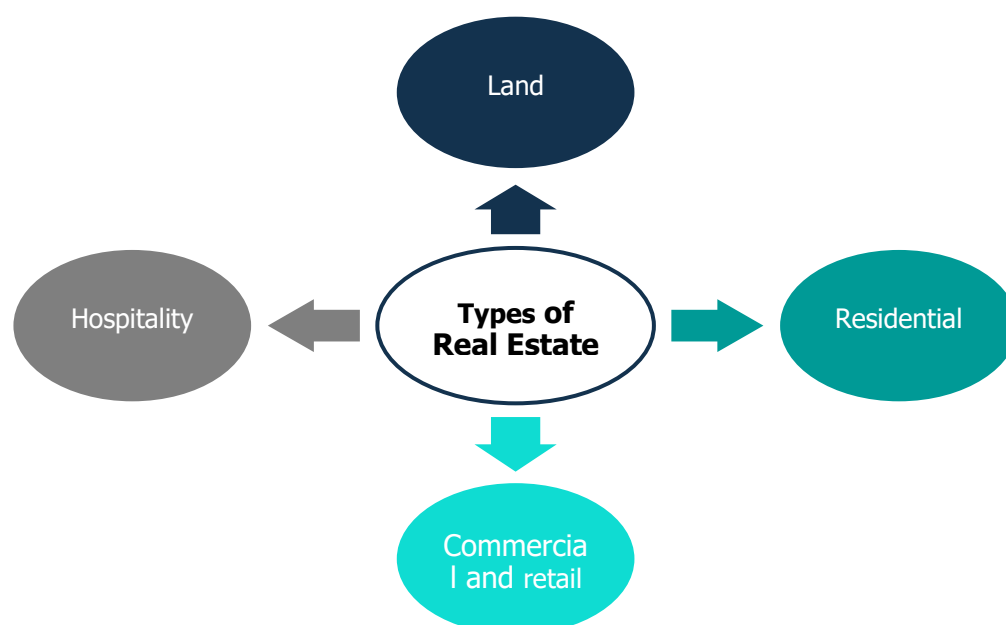 Land
Hospitality
Types of
Real Estate
Residential
Commercia
l and retail